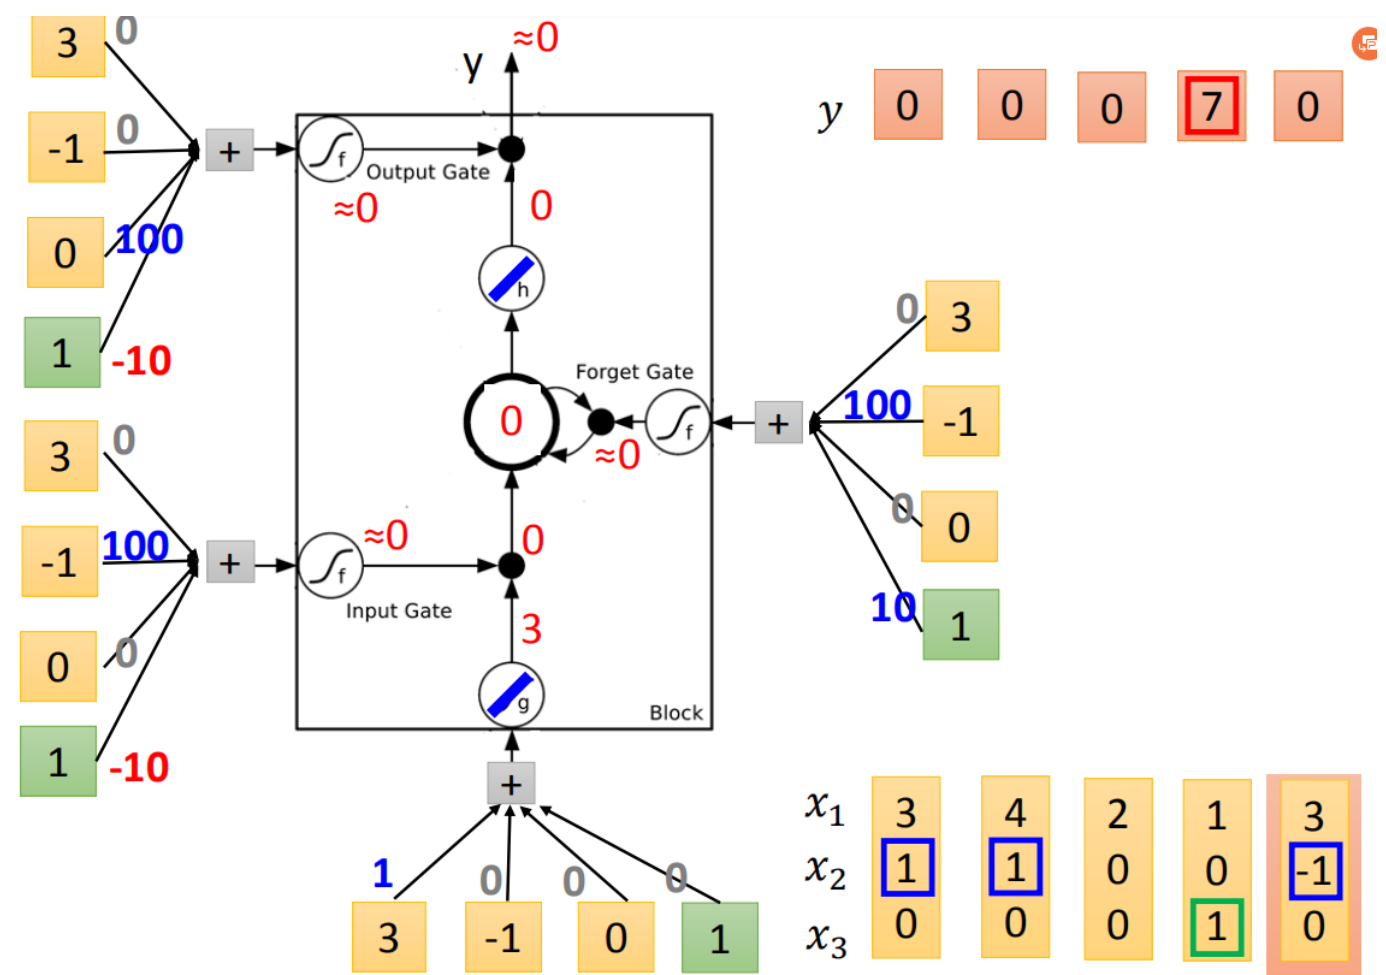 3 0
-1 0
0 100
1 -10
+
f
Output Gate
≈0
y ≈0
0
h
Forget Gate
0
≈0
f
+
0 3
100 -1
0 0
10 1
3 0
-1 100
0 0
1 -10
+
f
Input Gate
≈0
0
3
g
Block
+
1 0 0 0
3 -1 0 1
y 0 0 0 7 0
x₁ 3 4 2 1 3
x₂ 1 1 0 0 -1
x₃ 0 0 0 1 0